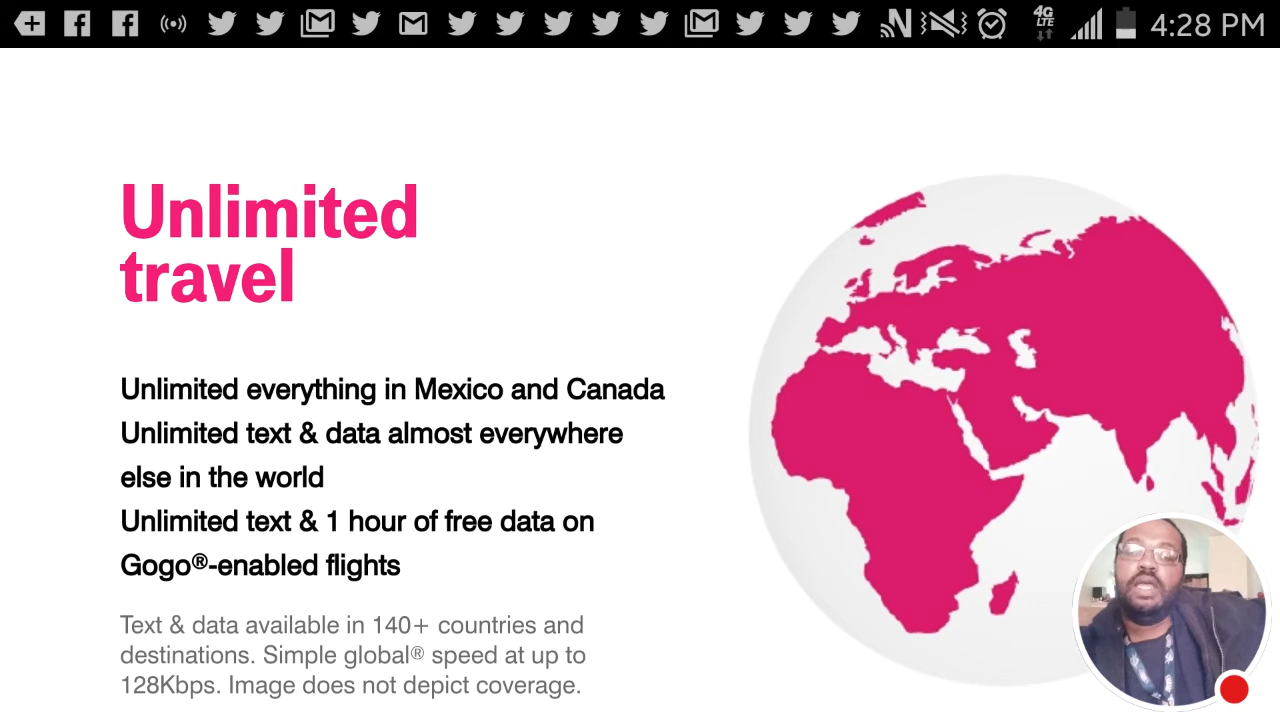 4G
LTE
4:28 PM
Unlimited
travel
Unlimited everything in Mexico and Canada
Unlimited text & data almost everywhere
else in the world
Unlimited text & 1 hour of free data on
Gogo®-enabled flights
Text & data available in 140+ countries and
destinations. Simple global® speed at up to
128Kbps. Image does not depict coverage.